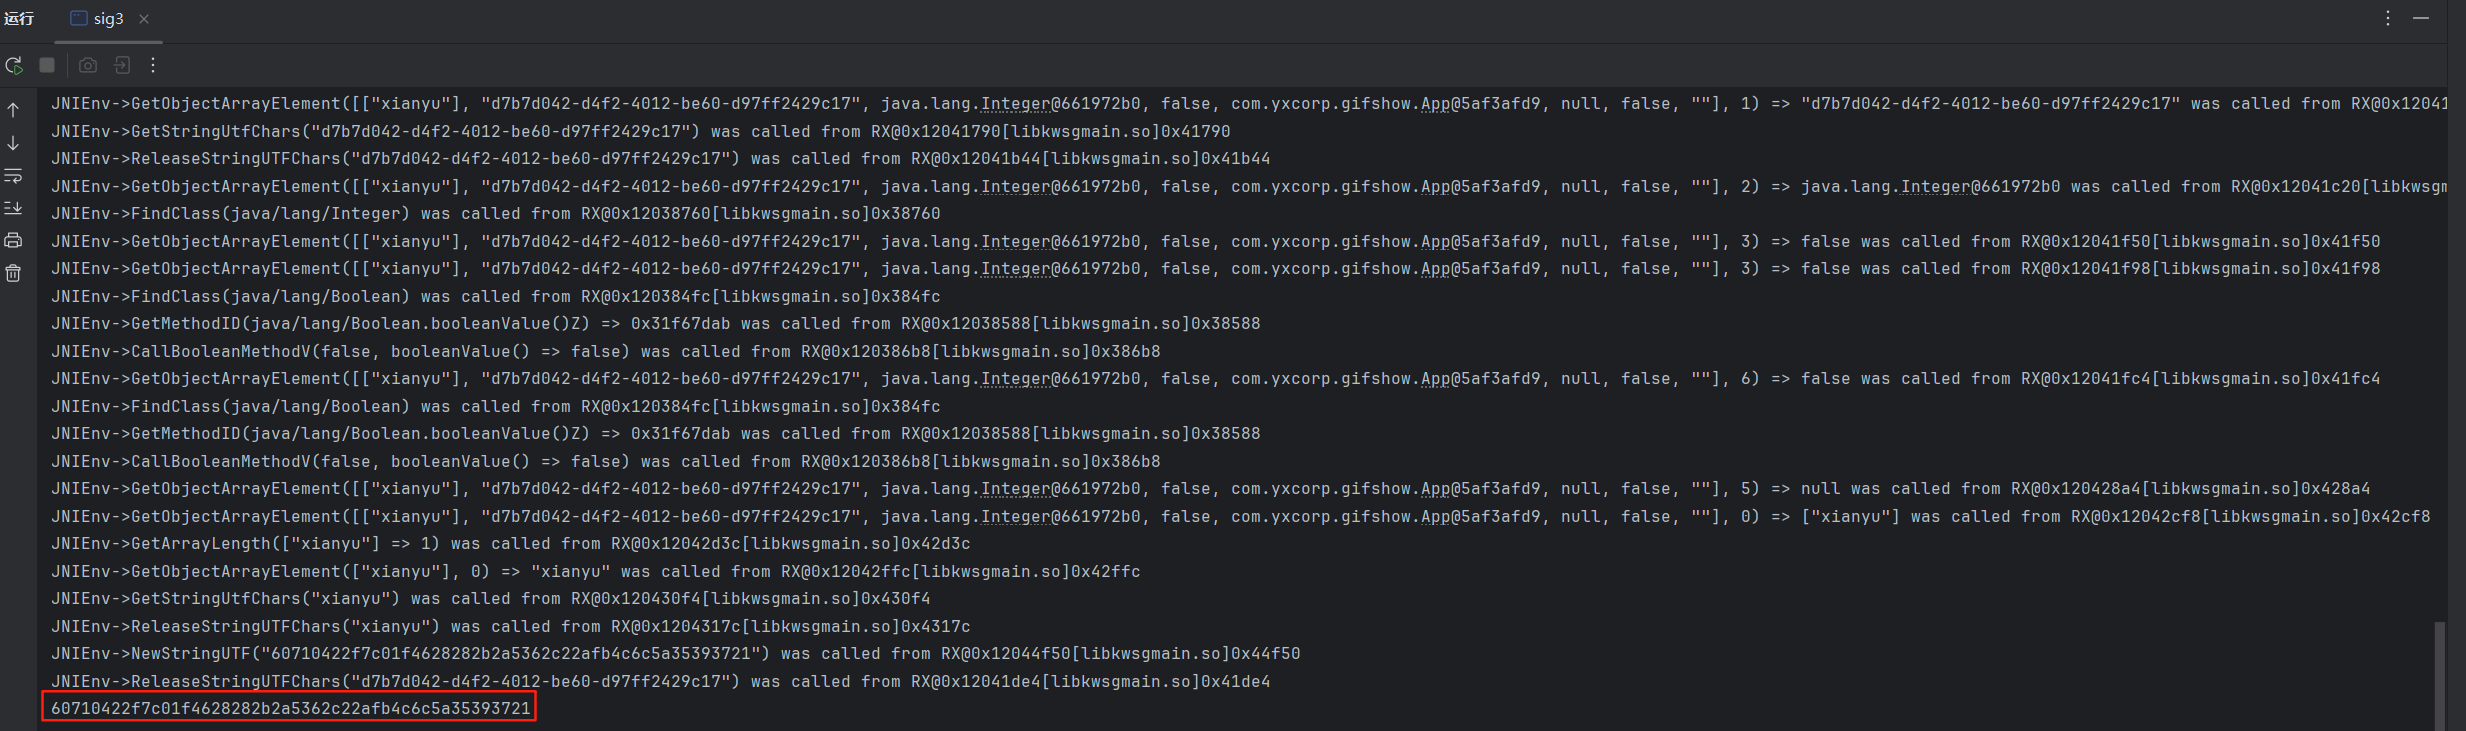 运行 sig3
JNIEnv->GetObjectArrayElement([["xianyu"], "d7b7d042-d4f2-4012-be60-d97ff2429c17", java.lang.Integer@661972b0, false, com.yxcorp.gifshow.App@5af3afd9, null, false, ""], 1) => "d7b7d042-d4f2-4012-be60-d97ff2429c17" was called from RX@0x12041
JNIEnv->GetStringUtfChars("d7b7d042-d4f2-4012-be60-d97ff2429c17") was called from RX@0x12041790[libkwsgmain.so]0x41790
JNIEnv->ReleaseStringUTFChars("d7b7d042-d4f2-4012-be60-d97ff2429c17") was called from RX@0x12041b44[libkwsgmain.so]0x41b44
JNIEnv->GetObjectArrayElement([["xianyu"], "d7b7d042-d4f2-4012-be60-d97ff2429c17", java.lang.Integer@661972b0, false, com.yxcorp.gifshow.App@5af3afd9, null, false, ""], 2) => java.lang.Integer@661972b0 was called from RX@0x12041c20[libkwsgm
JNIEnv->FindClass(java/lang/Integer) was called from RX@0x12038760[libkwsgmain.so]0x38760
JNIEnv->GetObjectArrayElement([["xianyu"], "d7b7d042-d4f2-4012-be60-d97ff2429c17", java.lang.Integer@661972b0, false, com.yxcorp.gifshow.App@5af3afd9, null, false, ""], 3) => false was called from RX@0x12041f50[libkwsgmain.so]0x41f50
JNIEnv->GetObjectArrayElement([["xianyu"], "d7b7d042-d4f2-4012-be60-d97ff2429c17", java.lang.Integer@661972b0, false, com.yxcorp.gifshow.App@5af3afd9, null, false, ""], 3) => false was called from RX@0x12041f98[libkwsgmain.so]0x41f98
JNIEnv->FindClass(java/lang/Boolean) was called from RX@0x120384fc[libkwsgmain.so]0x384fc
JNIEnv->GetMethodID(java/lang/Boolean.booleanValue()Z) => 0x31f67dab was called from RX@0x12038588[libkwsgmain.so]0x38588
JNIEnv->CallBooleanMethodV(false, booleanValue() => false) was called from RX@0x120386b8[libkwsgmain.so]0x386b8
JNIEnv->GetObjectArrayElement([["xianyu"], "d7b7d042-d4f2-4012-be60-d97ff2429c17", java.lang.Integer@661972b0, false, com.yxcorp.gifshow.App@5af3afd9, null, false, ""], 6) => false was called from RX@0x12041fc4[libkwsgmain.so]0x41fc4
JNIEnv->FindClass(java/lang/Boolean) was called from RX@0x120384fc[libkwsgmain.so]0x384fc
JNIEnv->GetMethodID(java/lang/Boolean.booleanValue()Z) => 0x31f67dab was called from RX@0x12038588[libkwsgmain.so]0x38588
JNIEnv->CallBooleanMethodV(false, booleanValue() => false) was called from RX@0x120386b8[libkwsgmain.so]0x386b8
JNIEnv->GetObjectArrayElement([["xianyu"], "d7b7d042-d4f2-4012-be60-d97ff2429c17", java.lang.Integer@661972b0, false, com.yxcorp.gifshow.App@5af3afd9, null, false, ""], 5) => null was called from RX@0x120428a4[libkwsgmain.so]0x428a4
JNIEnv->GetObjectArrayElement([["xianyu"], "d7b7d042-d4f2-4012-be60-d97ff2429c17", java.lang.Integer@661972b0, false, com.yxcorp.gifshow.App@5af3afd9, null, false, ""], 0) => ["xianyu"] was called from RX@0x12042cf8[libkwsgmain.so]0x42cf8
JNIEnv->GetArrayLength(["xianyu"] => 1) was called from RX@0x12042d3c[libkwsgmain.so]0x42d3c
JNIEnv->GetObjectArrayElement(["xianyu"], 0) => "xianyu" was called from RX@0x12042ffc[libkwsgmain.so]0x42ffc
JNIEnv->GetStringUtfChars("xianyu") was called from RX@0x120430f4[libkwsgmain.so]0x430f4
JNIEnv->ReleaseStringUTFChars("xianyu") was called from RX@0x1204317c[libkwsgmain.so]0x4317c
JNIEnv->NewStringUTF("60710422f7c01f4628282b2a5362c22afb4c6c5a35393721") was called from RX@0x12044f50[libkwsgmain.so]0x44f50
JNIEnv->ReleaseStringUTFChars("d7b7d042-d4f2-4012-be60-d97ff2429c17") was called from RX@0x12041de4[libkwsgmain.so]0x41de4
60710422f7c01f4628282b2a5362c22afb4c6c5a35393721